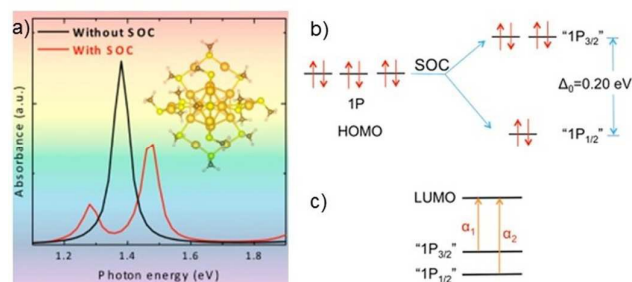 a)
Without SOC
With SOC
Absorbance (a.u.)
1.2 1.4 1.6 1.8
Photon energy (eV)
b)
SOC
1P
HOMO
“1P3/2”
Δ0=0.20 eV
“1P1/2”
c)
LUMO
α1 α2
“1P3/2”
“1P1/2”